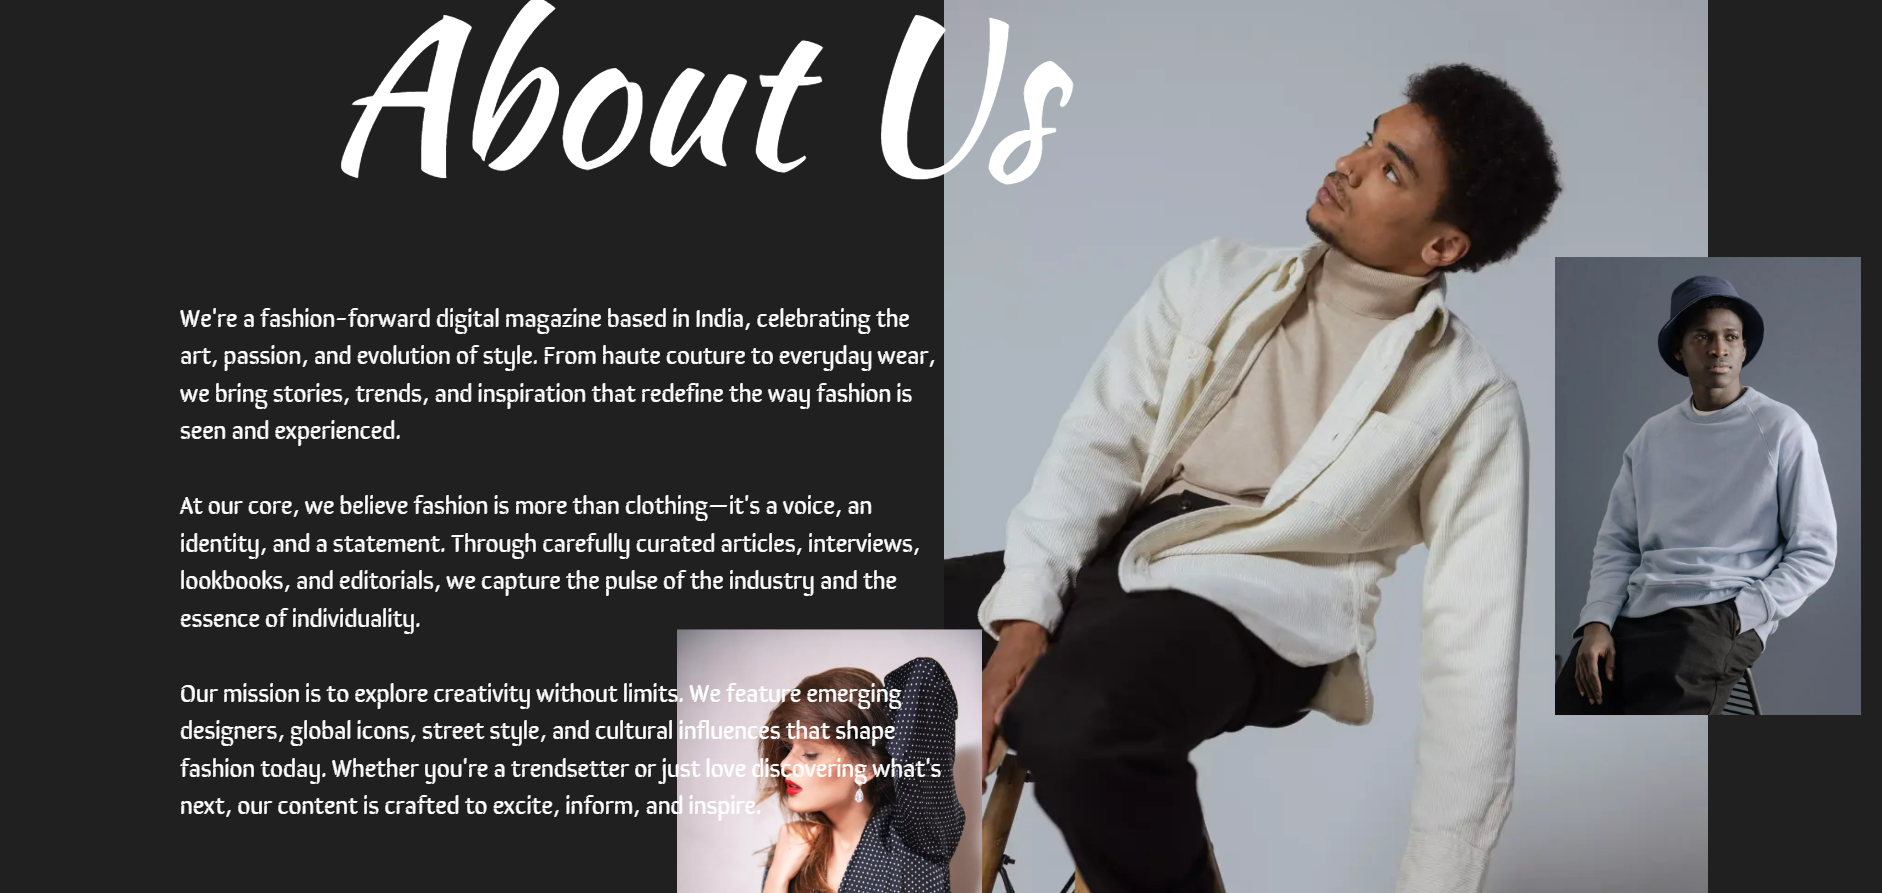 About Us
We're a fashion-forward digital magazine based in India, celebrating the
art, passion, and evolution of style. From haute couture to everyday wear,
we bring stories, trends, and inspiration that redefine the way fashion is
seen and experienced.
At our core, we believe fashion is more than clothing—it's a voice, an
identity, and a statement. Through carefully curated articles, interviews,
lookbooks, and editorials, we capture the pulse of the industry and the
essence of individuality.
Our mission is to explore creativity without limits. We feature emerging
designers, global icons, street style, and cultural influences that shape
fashion today. Whether you're a trendsetter or just love discovering what's
next, our content is crafted to excite, inform, and inspire.